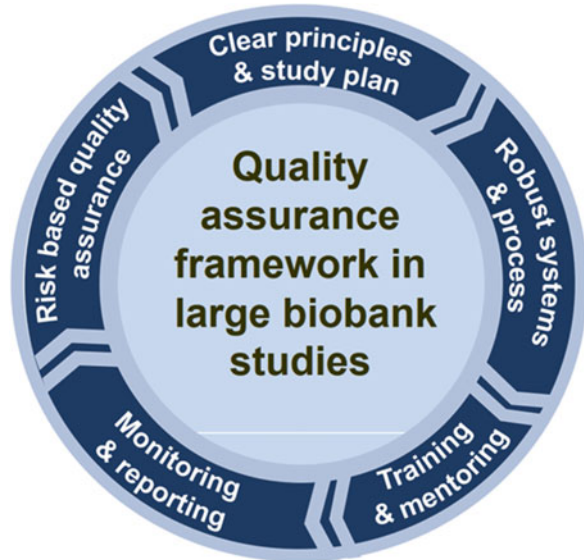 Clear principles
& study plan
Robust systems
& process
Training
& mentoring
Monitoring
& reporting
Risk based quality
assurance
Quality
assurance
framework in
large biobank
studies